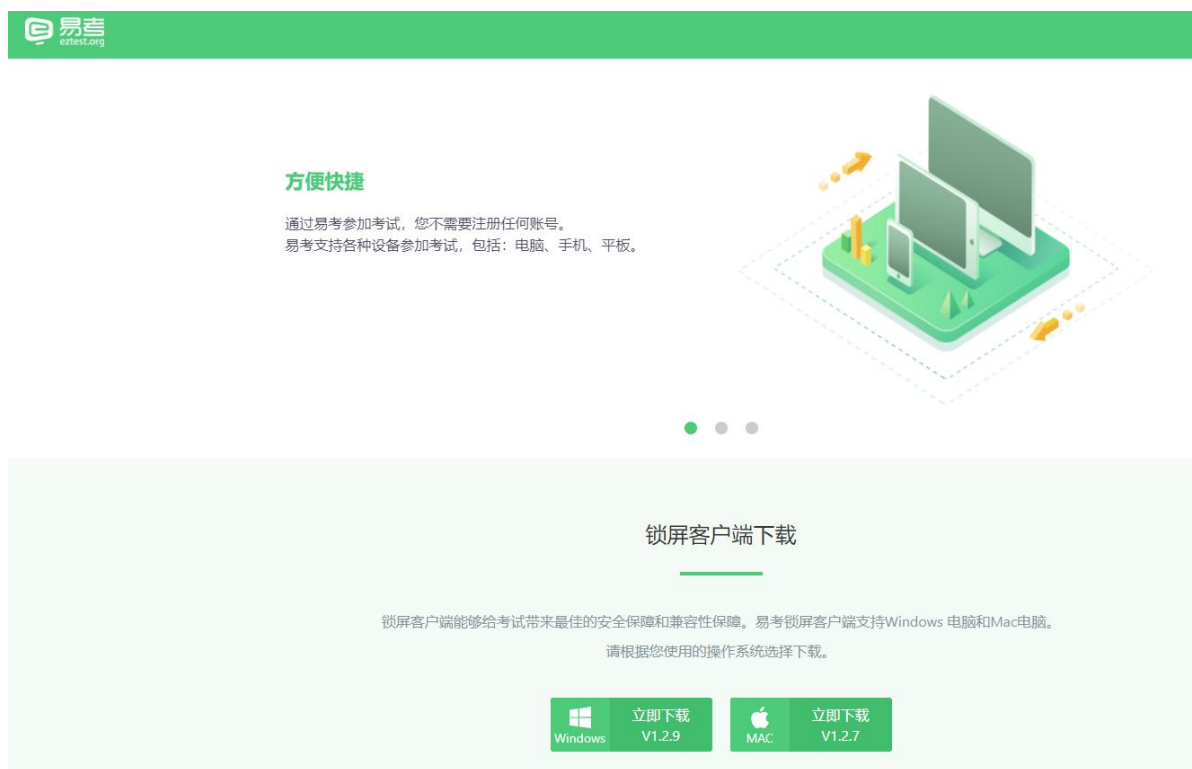 易考
eztest.org
方便快捷
通过易考参加考试，您不需要注册任何账号。
易考支持各种设备参加考试，包括：电脑、手机、平板。
锁屏客户端下载
锁屏客户端能够给考试带来最佳的安全保障和兼容性保障。易考锁屏客户端支持Windows 电脑和Mac电脑。
请根据您使用的操作系统选择下载。
Windows
立即下载
V1.2.9
MAC
立即下载
V1.2.7